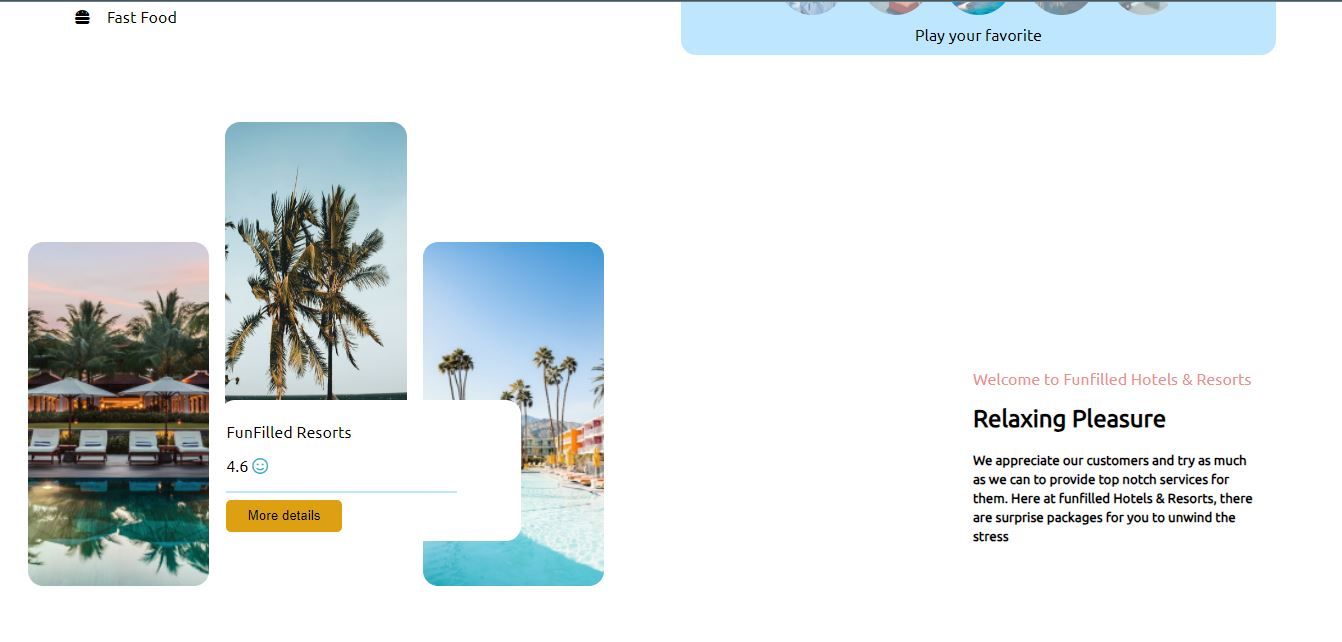 Fast Food
Play your favorite
FunFilled Resorts
4.6
More details
Welcome to Funfilled Hotels & Resorts
Relaxing Pleasure
We appreciate our customers and try as much
as we can to provide top notch services for
them. Here at funfilled Hotels & Resorts, there
are surprise packages for you to unwind the
stress